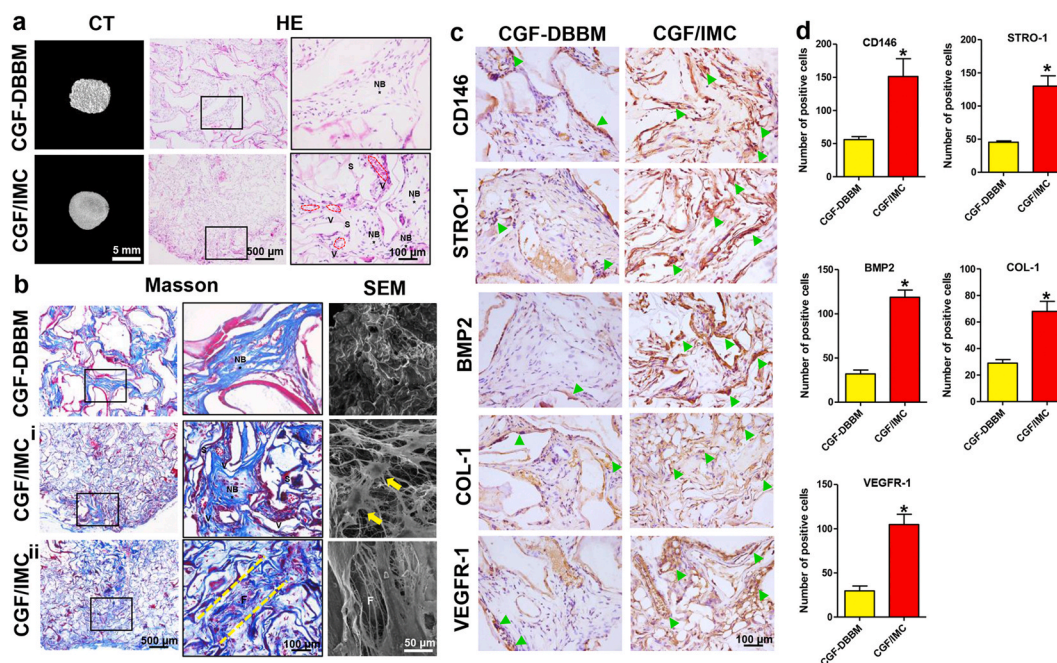 a
CT
HE
CGF-DBBM
NB
CGF/IMC
5 mm
500 µm
S
V
NB
V
S
NB
NB
V
100 µm
b
Masson
SEM
CGF-DBBM
NB
i
CGF/IMC
S
NB
S
V
ii
CGF/IMC
500 µm
F
100 µm
F
50 µm
c
CGF-DBBM
CGF/IMC
CD146
STRO-1
BMP2
COL-1
VEGFR-1
100 µm
d
CD146
Number of positive cells
200
150
100
50
0
*
CGF-DBBM
CGF/IMC
STRO-1
Number of positive cells
200
150
100
50
0
*
CGF-DBBM
CGF/IMC
BMP2
Number of positive cells
150
100
50
0
*
CGF-DBBM
CGF/IMC
COL-1
Number of positive cells
100
80
60
40
20
0
*
CGF-DBBM
CGF/IMC
VEGFR-1
Number of positive cells
150
100
50
0
*
CGF-DBBM
CGF/IMC